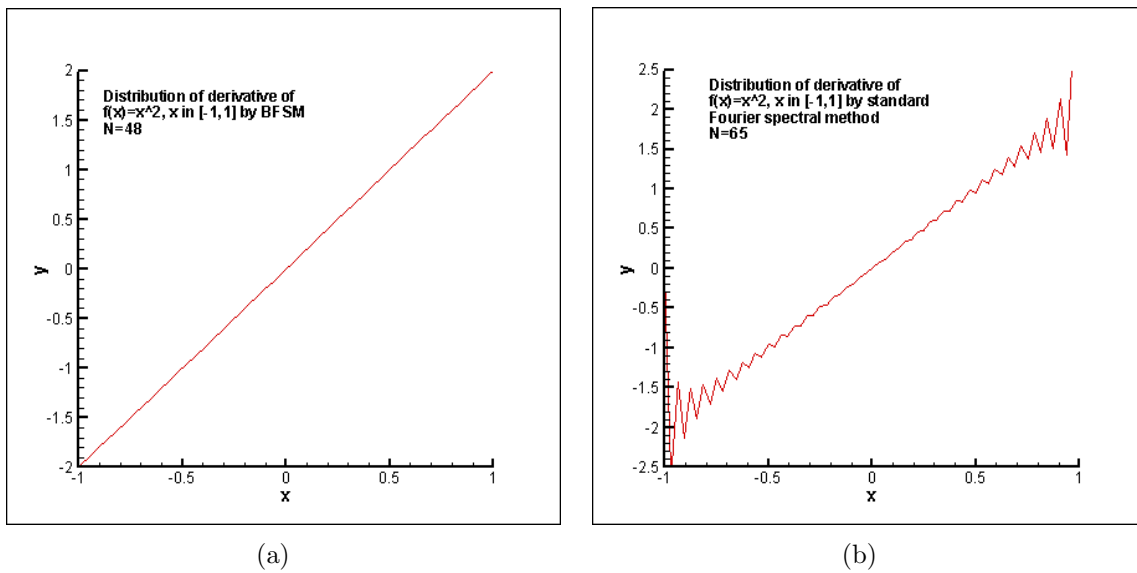 Distribution of derivative of
f(x)=x^2, x in [-1,1] by BFSM
N=48
2
1.5
1
0.5
0
-0.5
-1
-1.5
-2
y
-1
-0.5
0
0.5
1
x
(a)
Distribution of derivative of
f(x)=x^2, x in [-1,1] by standard
Fourier spectral method
N=65
2.5
2
1.5
1
0.5
0
-0.5
-1
-1.5
-2
-2.5
y
-1
-0.5
0
0.5
1
x
(b)